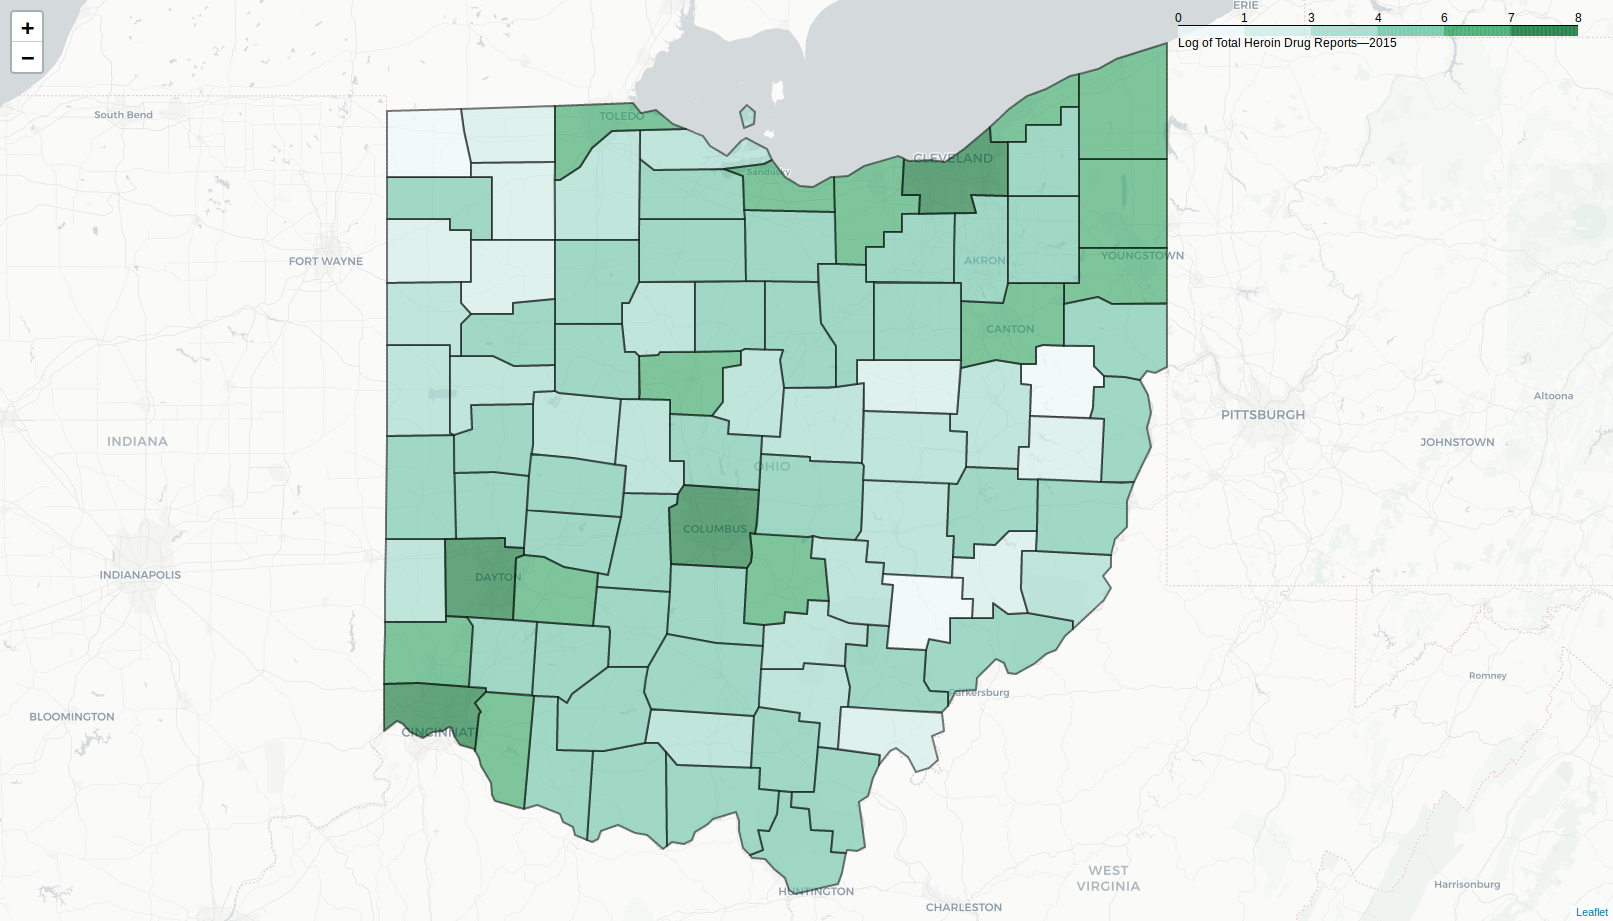 +
−
ERIE
0 1 3 4 6 7 8
Log of Total Heroin Drug Reports—2015
South Bend
TOLEDO
CLEVELAND
Sandusky
FORT WAYNE
AKRON
YOUNGSTOWN
CANTON
PITTSBURGH
Altoona
INDIANA
JOHNSTOWN
OHIO
COLUMBUS
INDIANAPOLIS
DAYTON
Romney
arkersburg
BLOOMINGTON
CINCINNAT
WEST
VIRGINIA
HUNTINGTON
Harrisonburg
CHARLESTON
Leaflet